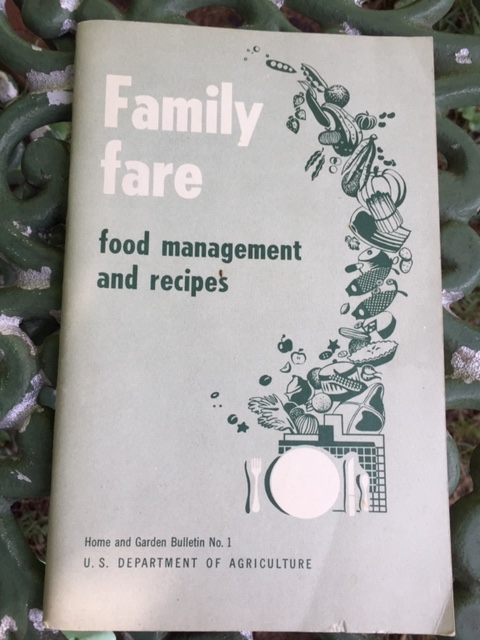 Family
fare
food management
and recipes
Home and Garden Bulletin No. 1
U. S. DEPARTMENT OF AGRICULTURE